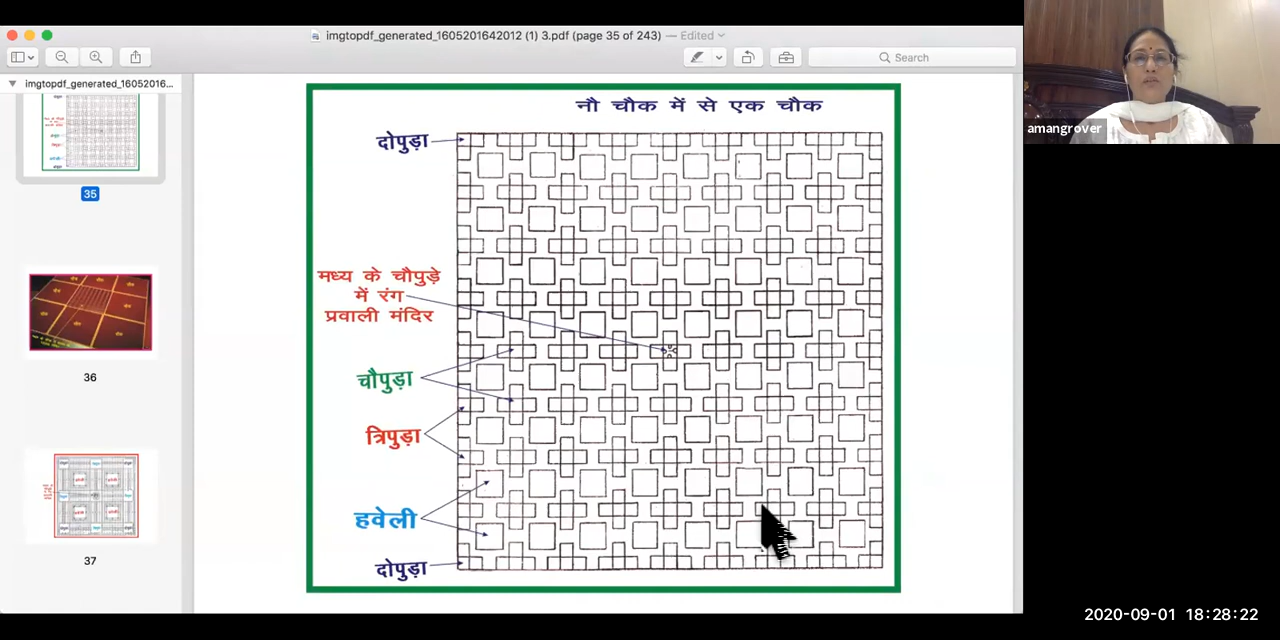 imgtopdf_generated_1605201642012 (1) 3.pdf (page 35 of 243) — Edited
Search
imgtopdf_generated_16052016...
35
36
37
नौ चौक में से एक चौक
दोपुड़ा
मध्य के चौपुड़े
में रंग
प्रवाली मंदिर
चौपुड़ा
त्रिपुड़ा
हवेली
दोपुड़ा
amangrover
2020-09-01 18:28:22